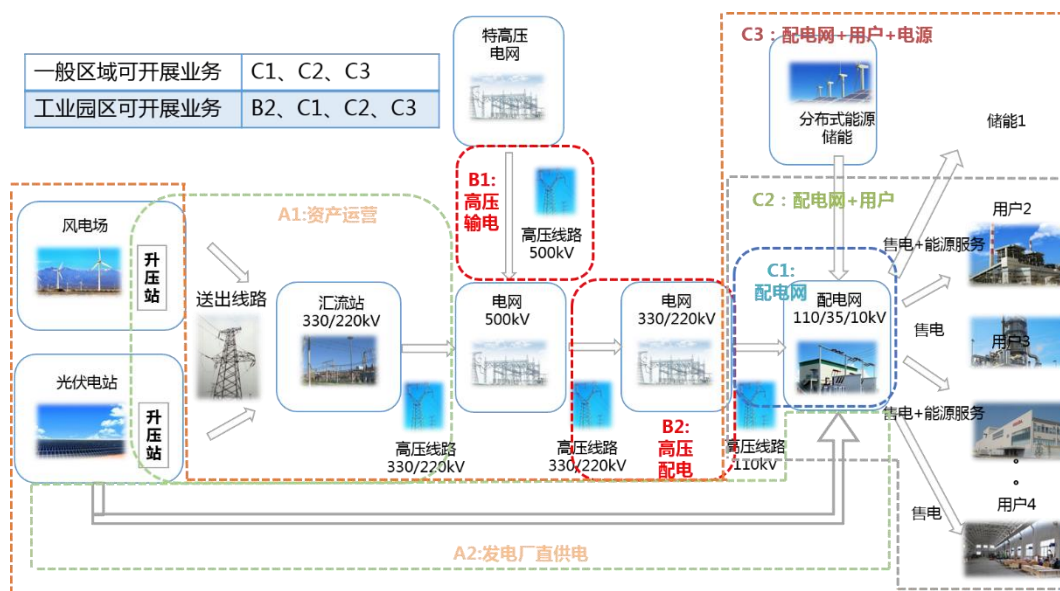 一般区域可开展业务 C1、C2、C3
工业园区可开展业务 B2、C1、C2、C3
特高压
电网
C3：配电网+用户+电源
分布式能源
储能
储能1
B1:
高压
输电
高压线路
500kV
A1:资产运营
C2：配电网+用户
风电场
升压站
送出线路
汇流站
330/220kV
电网
500kV
电网
330/220kV
C1:
配电网
配电网
110/35/10kV
售电+能源服务
用户2
售电
用户3
光伏电站
升压站
高压线路
330/220kV
高压线路
330/220kV
B2:
高压
配电
高压线路
110kV
售电+能源服务
售电
用户4
A2:发电厂直供电